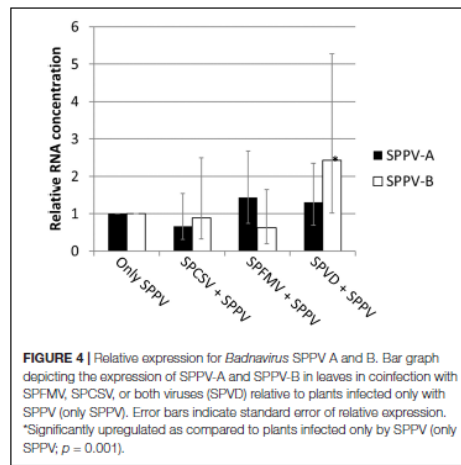 6
5
4
3
2
1
0
Relative RNA concentration
SPPV-A
SPPV-B
*
Only SPPV
SPCSV + SPPV
SPFMV + SPPV
SPVD + SPPV
FIGURE 4 | Relative expression for Badnavirus SPPV A and B. Bar graph
depicting the expression of SPPV-A and SPPV-B in leaves in coinfection with
SPFMV, SPCSV, or both viruses (SPVD) relative to plants infected only with
SPPV (only SPPV). Error bars indicate standard error of relative expression.
*Significantly upregulated as compared to plants infected only by SPPV (only
SPPV; p = 0.001).